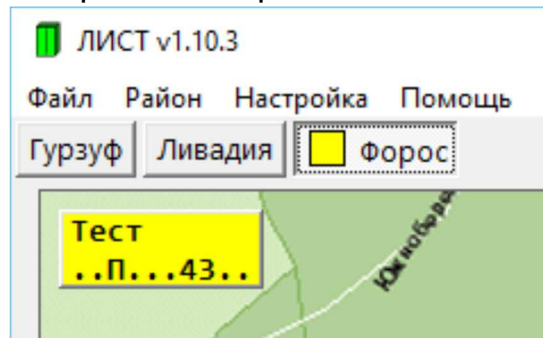 ЛИСТ v1.10.3
Файл Район Настройка Помощь
Гурзуф Ливадия Форос
Тест
..П...43..